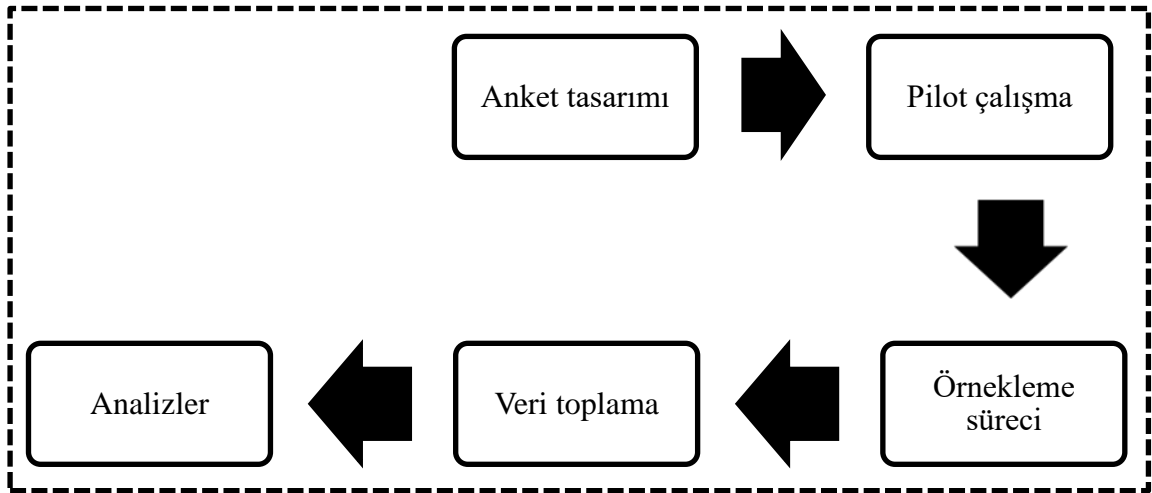 Anket tasarımı
Pilot çalışma
Örnekleme
süreci
Veri toplama
Analizler